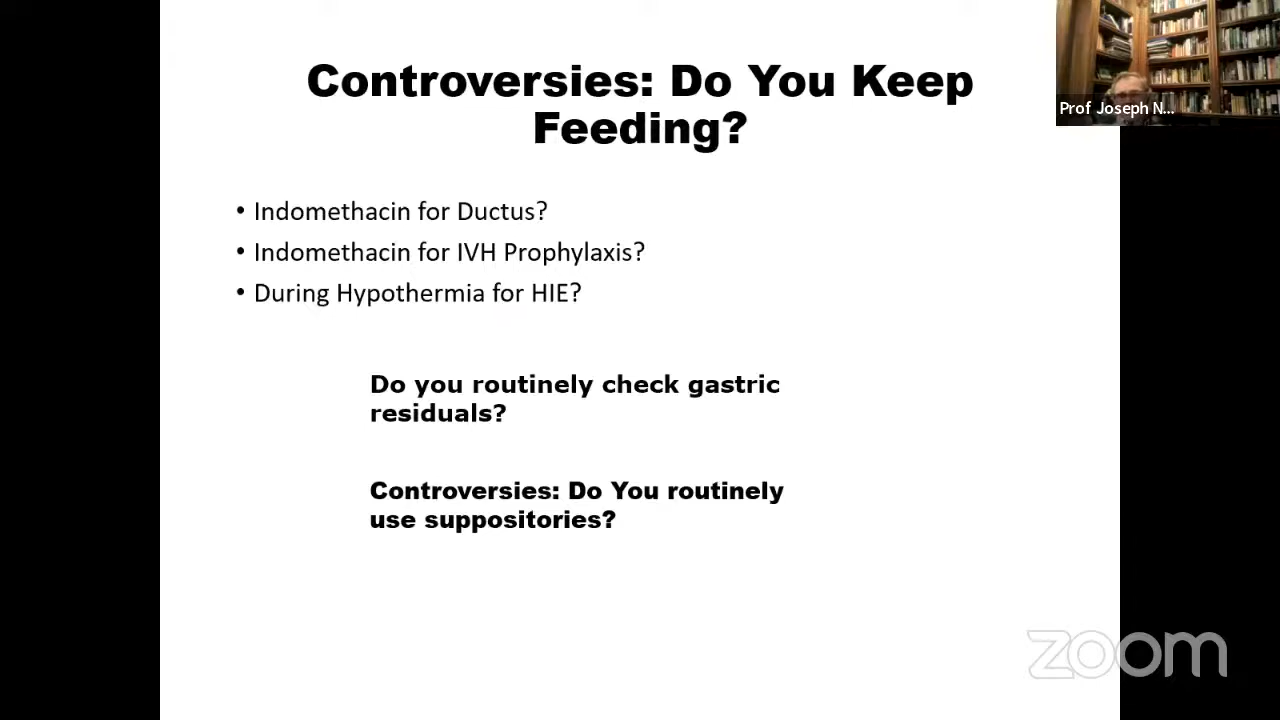 Controversies: Do You Keep
Feeding?
Prof Joseph N...
• Indomethacin for Ductus?
• Indomethacin for IVH Prophylaxis?
• During Hypothermia for HIE?
Do you routinely check gastric
residuals?
Controversies: Do You routinely
use suppositories?
zoom